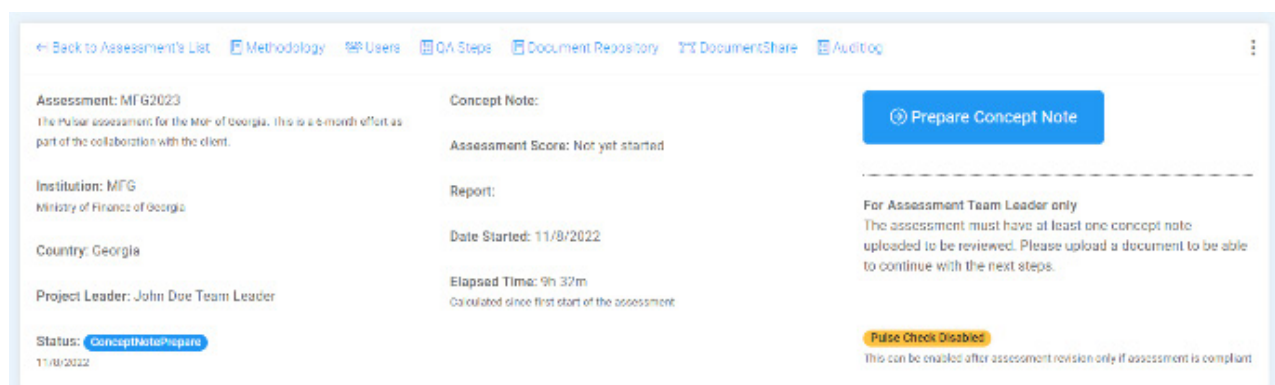 Back to Assessment's List Methodology Users QA Steps Document Repository DocumentShare Auditlog
Assessment: MFG2023
The Pulsar assessment for the MoF of Georgia. This is a 6-month effort as
part of the collaboration with the client.
Institution: MFG
Ministry of Finance of Georgia
Country: Georgia
Project Leader: John Doe Team Leader
Status: ConceptNotePrepare
11/8/2022
Concept Note:
Assessment Score: Not yet started
Report:
Date Started: 11/8/2022
Elapsed Time: 9h 37m
Calculated since first start of the assessment
Prepare Concept Note
For Assessment Team Leader only
The assessment must have at least one concept note
uploaded to be reviewed. Please upload a document to be able
to continue with the next steps.
Pulse Check Disabled
This can be enabled after assessment revision only if assessment is compliant